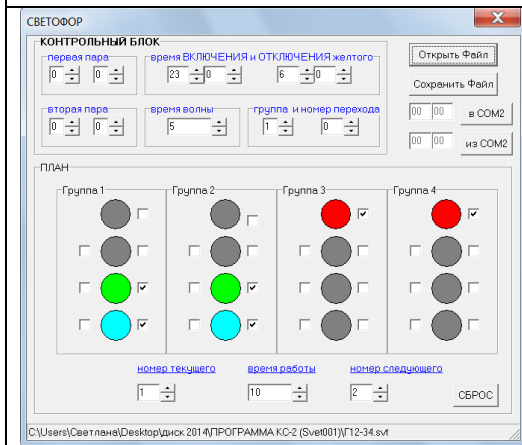 СВЕТОФОР
КОНТРОЛЬНЫЙ БЛОК
первая пара
время ВКЛЮЧЕНИЯ и ОТКЛЮЧЕНИЯ желтого
Открыть Файл
0 0 23 0 6 0
Сохранить Файл
вторая пара
время волны
группа и номер перехода
00 00 в COM2
0 0 5 1 0
00 00 из COM2
ПЛАН
Группа 1 Группа 2 Группа 3 Группа 4
номер текущего время работы номер следующего
1 10 2 СБРОС
C:\Users\Светлана\Desktop\диск 2014\ПРОГРАММА КС-2 (Svet001)\Г12-34.svt